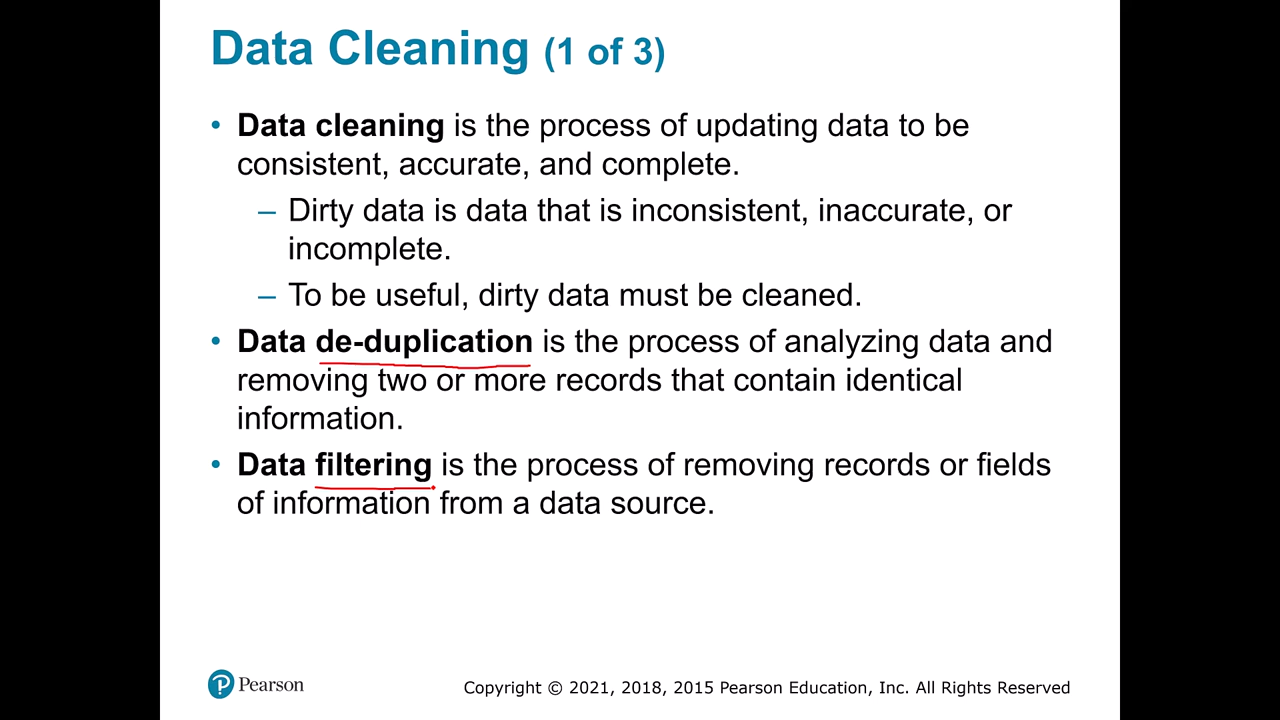 Data Cleaning (1 of 3)
• Data cleaning is the process of updating data to be
consistent, accurate, and complete.
– Dirty data is data that is inconsistent, inaccurate, or
incomplete.
– To be useful, dirty data must be cleaned.
• Data de-duplication is the process of analyzing data and
removing two or more records that contain identical
information.
• Data filtering is the process of removing records or fields
of information from a data source.
Pearson
Copyright © 2021, 2018, 2015 Pearson Education, Inc. All Rights Reserved